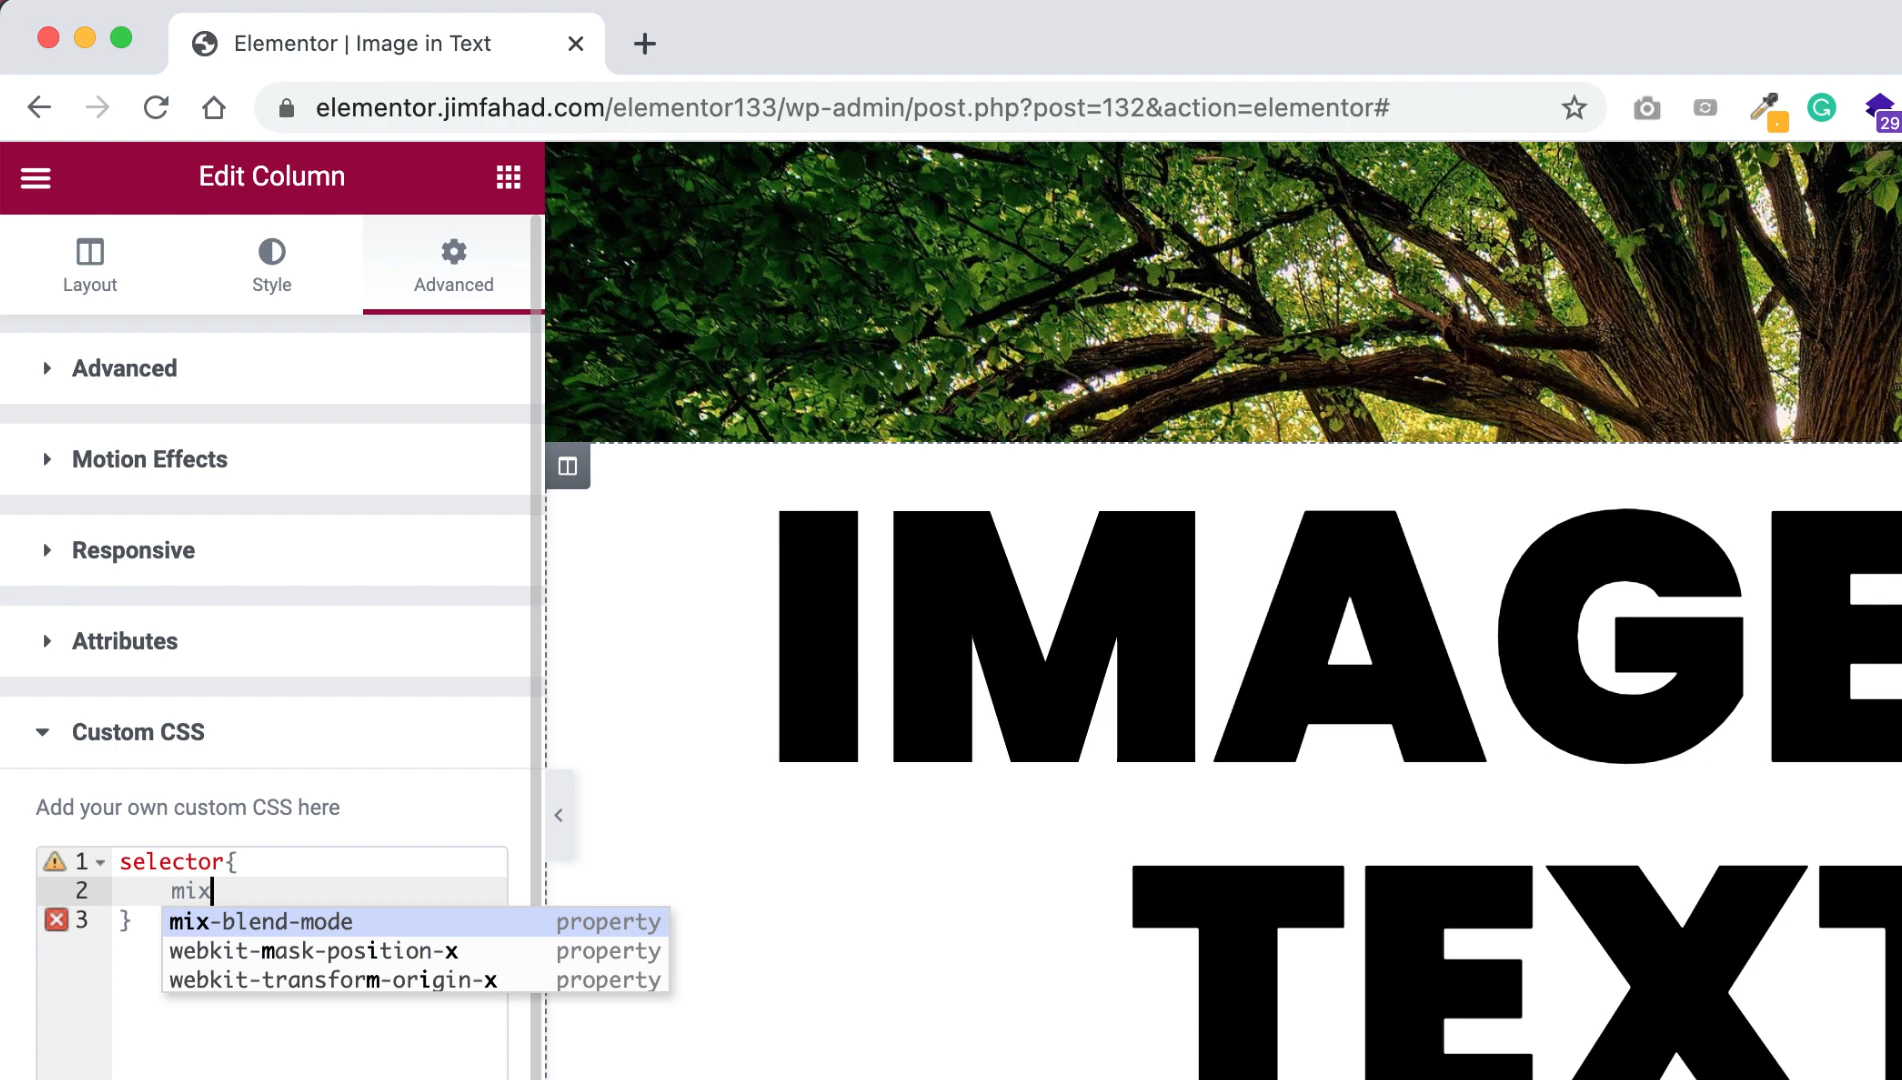 Elementor | Image in Text
elementor.jimfahad.com/elementor133/wp-admin/post.php?post=132&action=elementor#
29
Edit Column
Layout
Style
Advanced
Advanced
Motion Effects
Responsive
Attributes
Custom CSS
Add your own custom CSS here
1 selector{
2 mix
3 }
mix-blend-mode property
webkit-mask-position-x property
webkit-transform-origin-x property
IMAGE
TEXT